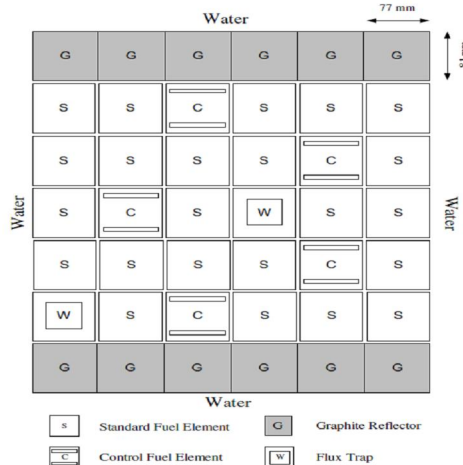 Water
77 mm
G G G G G G
S S C S S S
S S S S C S
Water
S C S W S S
Water
S S S S C S
W S C S S S
G G G G G G
Water
S Standard Fuel Element G Graphite Reflector
C Control Fuel Element W Flux Trap